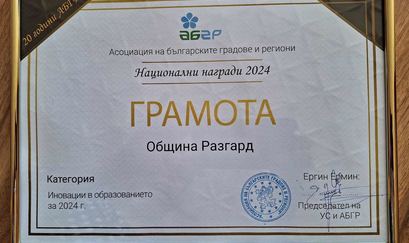 20 години АБГР
АБГР
Асоциация на българските градове и региони
Национални награди 2024
ГРАМОТА
Община Разград
Категория
Иновации в образованието
за 2024 г.
Ергин Емин:
Председател на
УС и АБГР